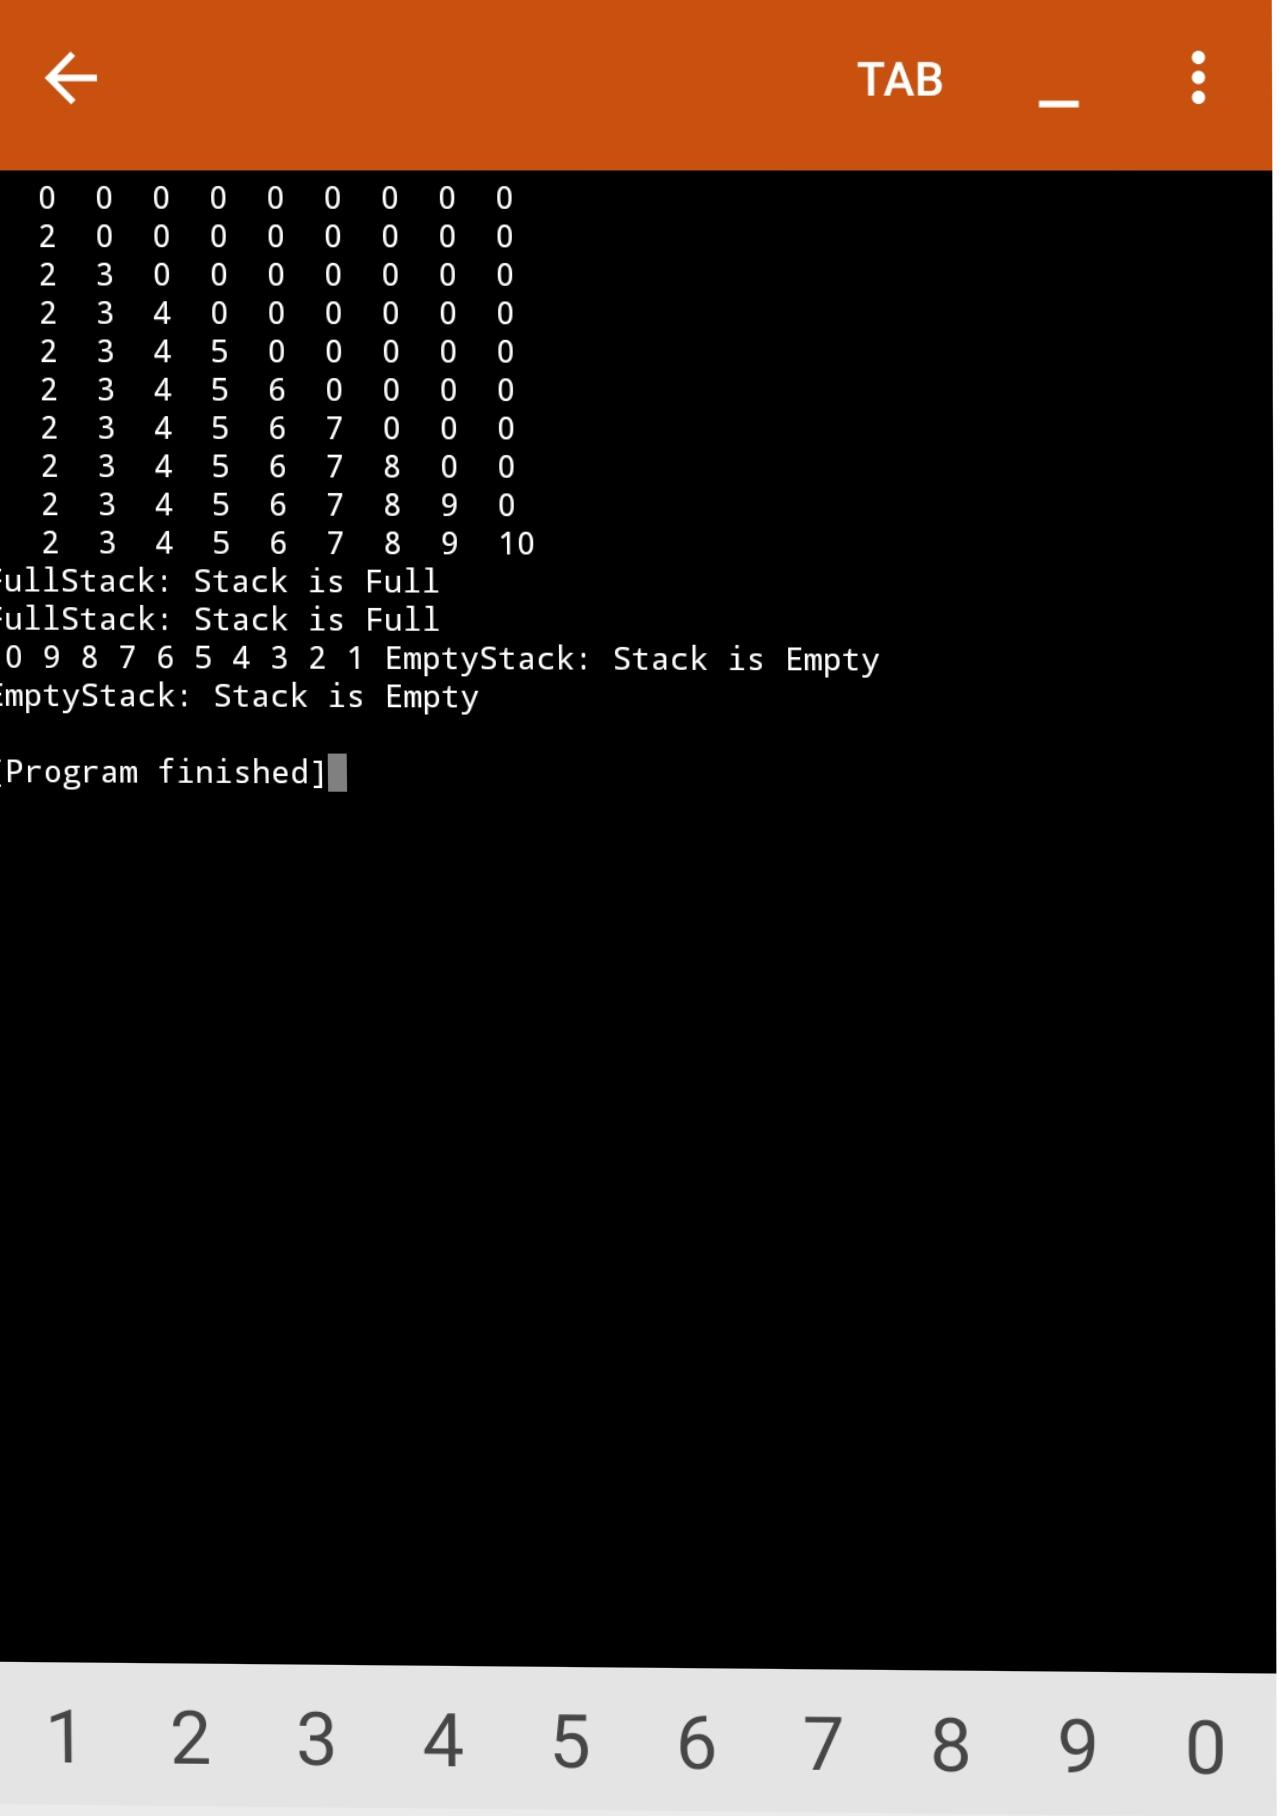 TAB
0 0 0 0 0 0 0 0 0
2 0 0 0 0 0 0 0 0
2 3 0 0 0 0 0 0 0
2 3 4 0 0 0 0 0 0
2 3 4 5 0 0 0 0 0
2 3 4 5 6 0 0 0 0
2 3 4 5 6 7 0 0 0
2 3 4 5 6 7 8 0 0
2 3 4 5 6 7 8 9 0
2 3 4 5 6 7 8 9 10
FullStack: Stack is Full
FullStack: Stack is Full
0 9 8 7 6 5 4 3 2 1 EmptyStack: Stack is Empty
EmptyStack: Stack is Empty
[Program finished]
1 2 3 4 5 6 7 8 9 0